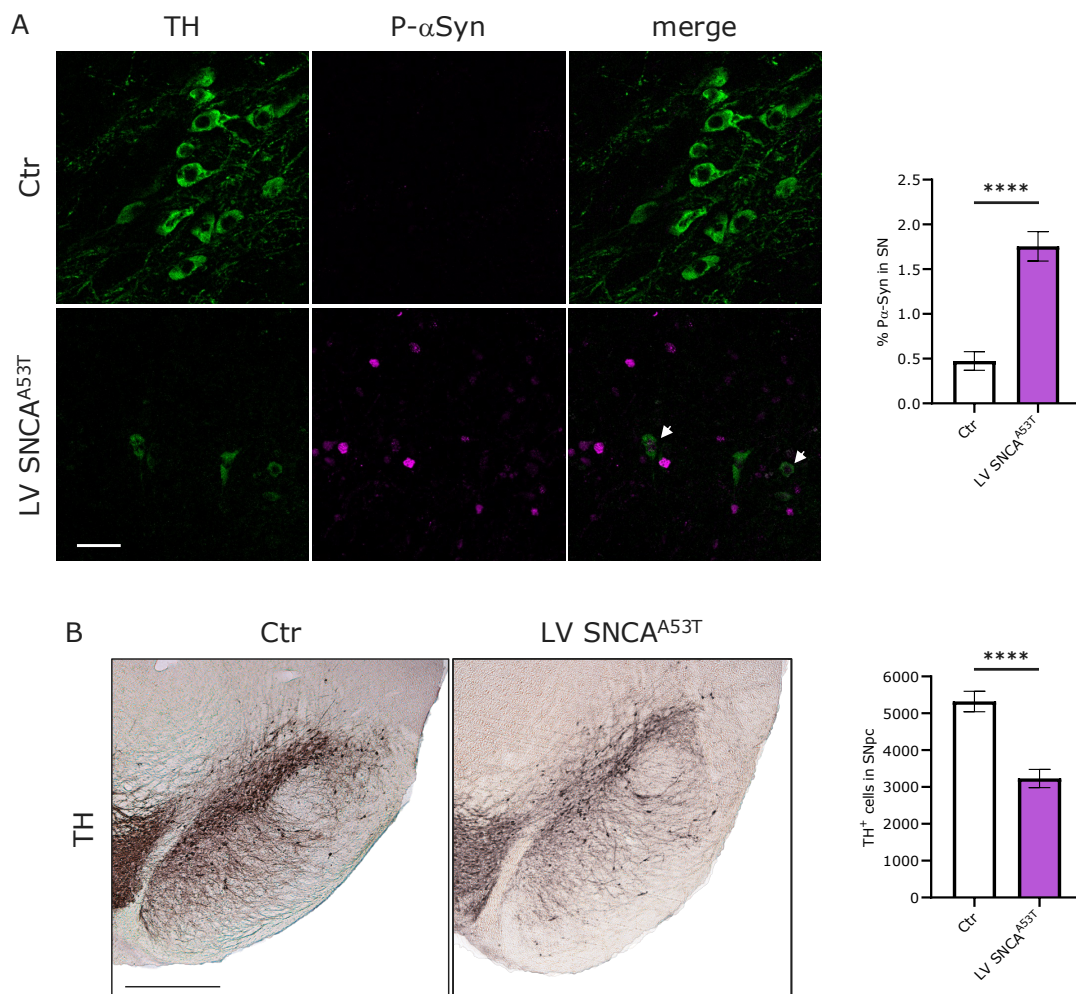 A
TH P-αSyn merge
Ctr
LV SNCA^A53T
% Pα-Syn in SN
2.5
2.0
1.5
1.0
0.5
0.0
****
Ctr
LV SNCA^A53T
B
Ctr LV SNCA^A53T
TH
TH⁺ cells in SNpc
6000
5000
4000
3000
2000
1000
0
****
Ctr
LV SNCA^A53T